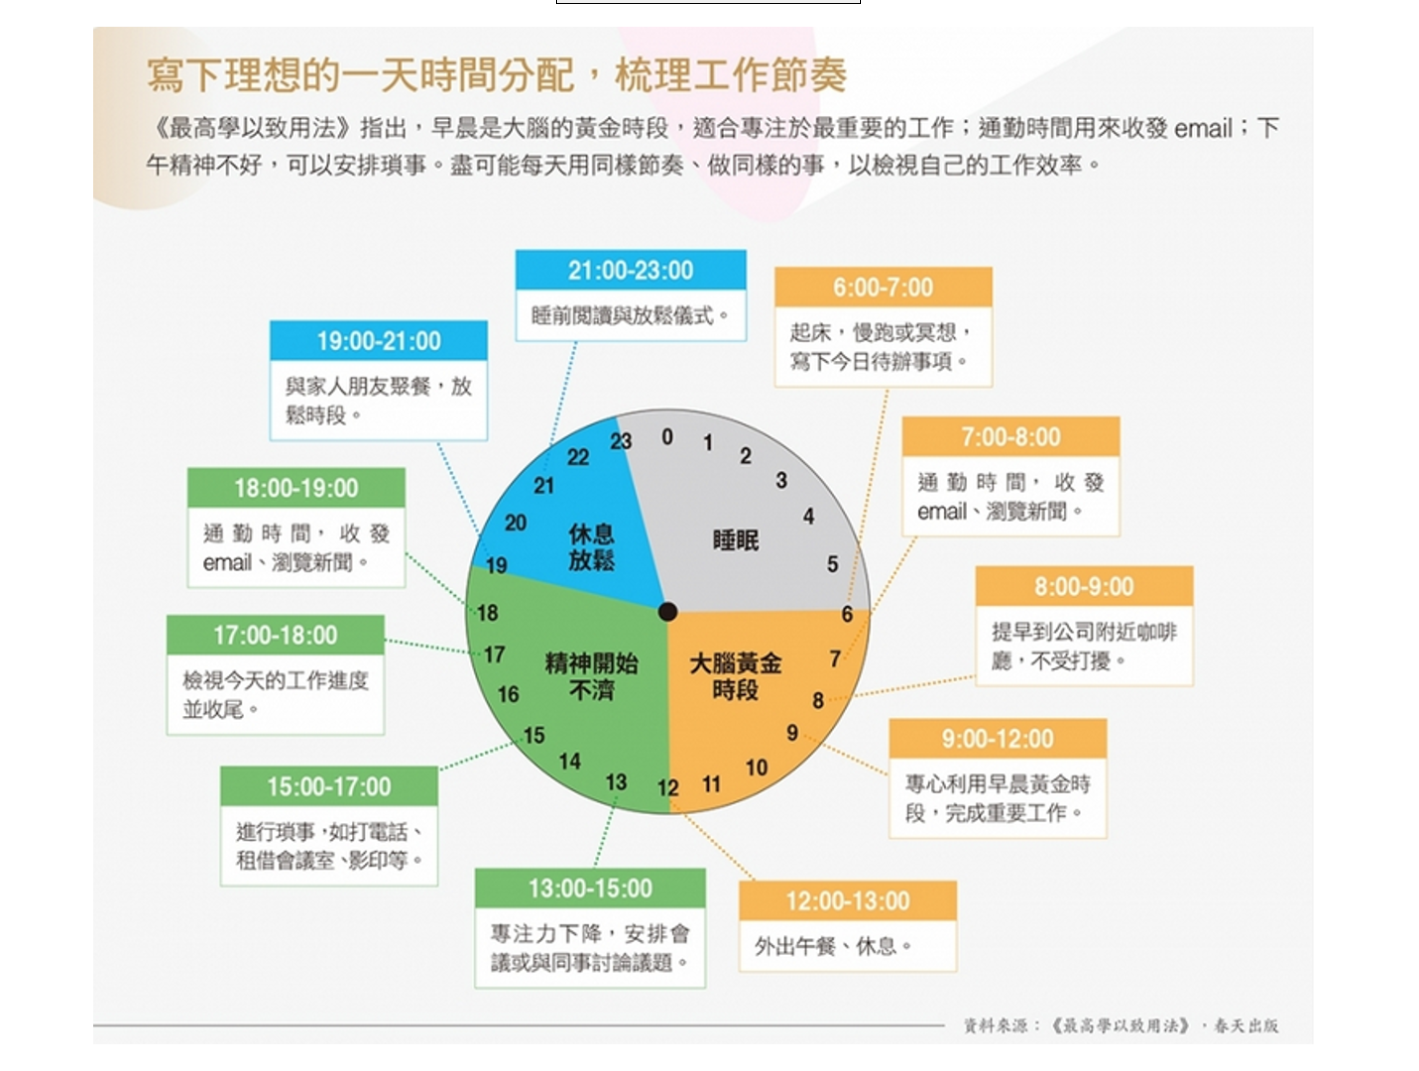 寫下理想的一天時間分配，梳理工作節奏
《最高學以致用法》指出，早晨是大腦的黃金時段，適合專注於最重要的工作；通勤時間用來收發 email；下
午精神不好，可以安排瑣事。盡可能每天用同樣節奏、做同樣的事，以檢視自己的工作效率。
21:00-23:00
睡前閱讀與放鬆儀式。
6:00-7:00
起床，慢跑或冥想，
寫下今日待辦事項。
19:00-21:00
與家人朋友聚餐，放
鬆時段。
7:00-8:00
通勤時間，收發
email、瀏覽新聞。
18:00-19:00
通勤時間，收發
email、瀏覽新聞。
8:00-9:00
提早到公司附近咖啡
廳，不受打擾。
17:00-18:00
檢視今天的工作進度
並收尾。
9:00-12:00
專心利用早晨黃金時
段，完成重要工作。
15:00-17:00
進行瑣事，如打電話、
租借會議室、影印等。
13:00-15:00
專注力下降，安排會
議或與同事討論議題。
12:00-13:00
外出午餐、休息。
0
1
2
3
4
5
6
7
8
9
10
11
12
13
14
15
16
17
18
19
20
21
22
23
睡眠
大腦黃金
時段
精神開始
不濟
休息
放鬆
資料來源：《最高學以致用法》，春天出版